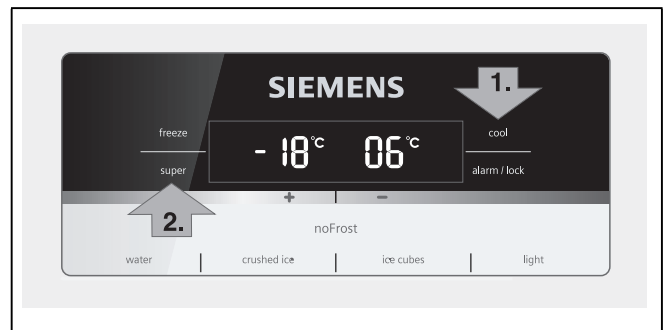 SIEMENS
1.
freeze
cool
- 18°C 06°C
super
alarm / lock
+ -
2.
noFrost
water crushed ice ice cubes light